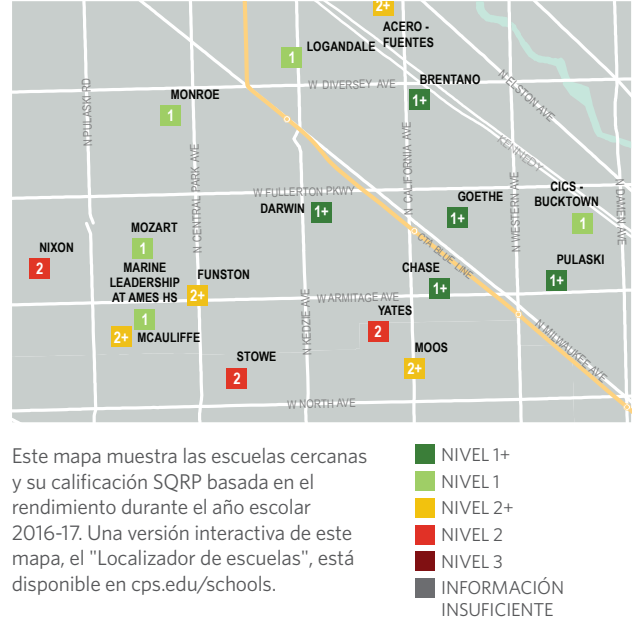 2+
ACERO -
FUENTES
LOGANDALE
1
W DIVERSEY AVE
BRENTANO
1+
N ELSTON AVE
MONROE
1
N PULASKI RD
N CENTRAL PARK AVE
KENNEDY
W FULLERTON PKWY
N CALIFORNIA AVE
N WESTERN AVE
N DAMEN AVE
CICS -
BUCKTOWN
1
DARWIN
1+
GOETHE
1+
CTA BLUE LINE
MOZART
1
NIXON
2
MARINE
LEADERSHIP
AT AMES HS
1
FUNSTON
2+
CHASE
1+
PULASKI
1+
N KEDZIE AVE
W ARMITAGE AVE
YATES
2
2+
MCAULIFFE
N MILWAUKEE AVE
STOWE
2
MOOS
2+
W NORTH AVE
Este mapa muestra las escuelas cercanas
y su calificación SQRP basada en el
rendimiento durante el año escolar
2016-17. Una versión interactiva de este
mapa, el "Localizador de escuelas", está
disponible en cps.edu/schools.
NIVEL 1+
NIVEL 1
NIVEL 2+
NIVEL 2
NIVEL 3
INFORMACIÓN
INSUFICIENTE